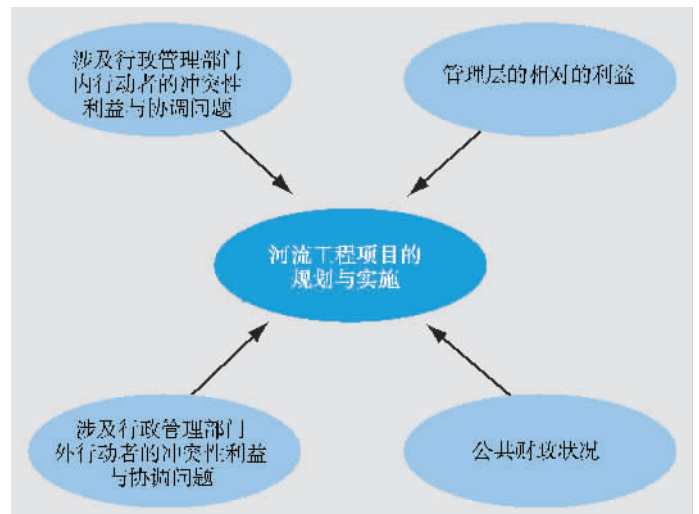 涉及行政管理部门
内行动者的冲突性
利益与协调问题
管理层的相对的利益
河流工程项目的
规划与实施
涉及行政管理部门
外行动者的冲突性利益
与协调问题
公共财政状况